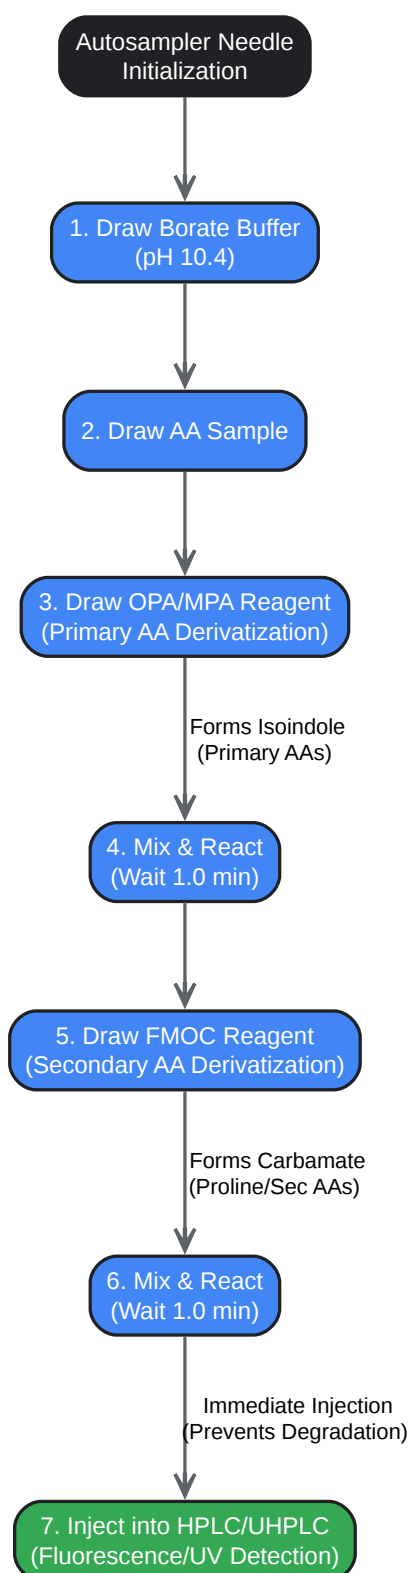 Autosampler Needle
Initialization
1. Draw Borate Buffer
(pH 10.4)
2. Draw AA Sample
3. Draw OPA/MPA Reagent
(Primary AA Derivatization)
Forms Isoindole
(Primary AAs)
4. Mix & React
(Wait 1.0 min)
5. Draw FMOC Reagent
(Secondary AA Derivatization)
Forms Carbamate
(Proline/Sec AAs)
6. Mix & React
(Wait 1.0 min)
Immediate Injection
(Prevents Degradation)
7. Inject into HPLC/UHPLC
(Fluorescence/UV Detection)